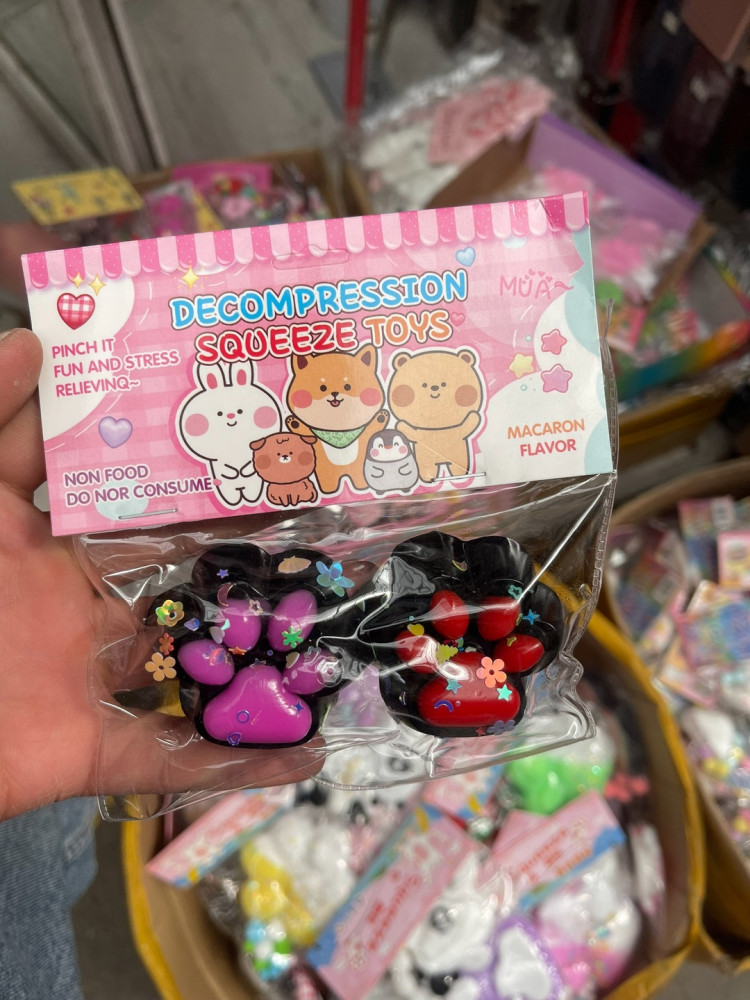 DECOMPRESSION
SQUEEZE TOYS
MUA~
PINCH IT
FUN AND STRESS
RELIEVINQ~
NON FOOD
DO NOR CONSUME
MACARON
FLAVOR